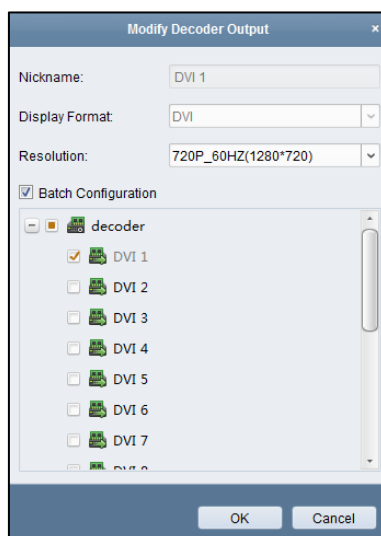 Modify Decoder Output ×
Nickname: DVI 1
Display Format: DVI
Resolution: 720P_60HZ(1280*720)
Batch Configuration
decoder
DVI 1
DVI 2
DVI 3
DVI 4
DVI 5
DVI 6
DVI 7
OK Cancel